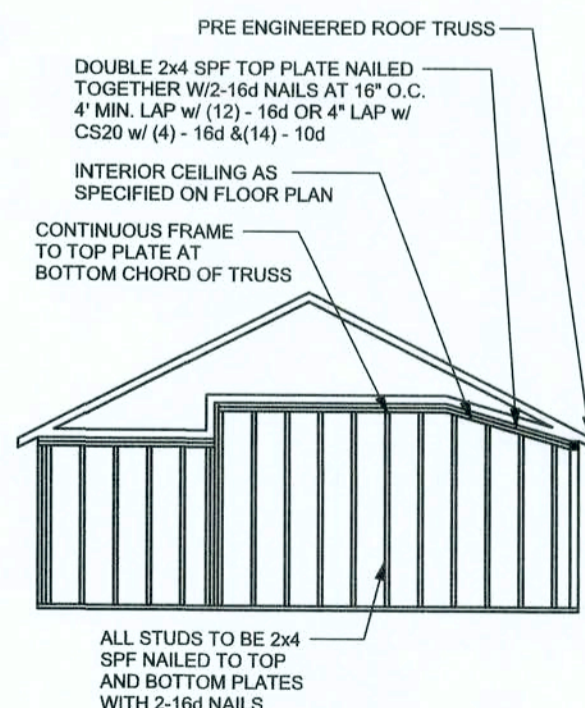 PRE ENGINEERED ROOF TRUSS
DOUBLE 2x4 SPF TOP PLATE NAILED
TOGETHER W/2-16d NAILS AT 16" O.C.
4' MIN. LAP w/ (12) - 16d OR 4" LAP w/
CS20 w/ (4) - 16d &(14) - 10d
INTERIOR CEILING AS
SPECIFIED ON FLOOR PLAN
CONTINUOUS FRAME
TO TOP PLATE AT
BOTTOM CHORD OF TRUSS
ALL STUDS TO BE 2x4
SPF NAILED TO TOP
AND BOTTOM PLATES
WITH 2-16d NAILS